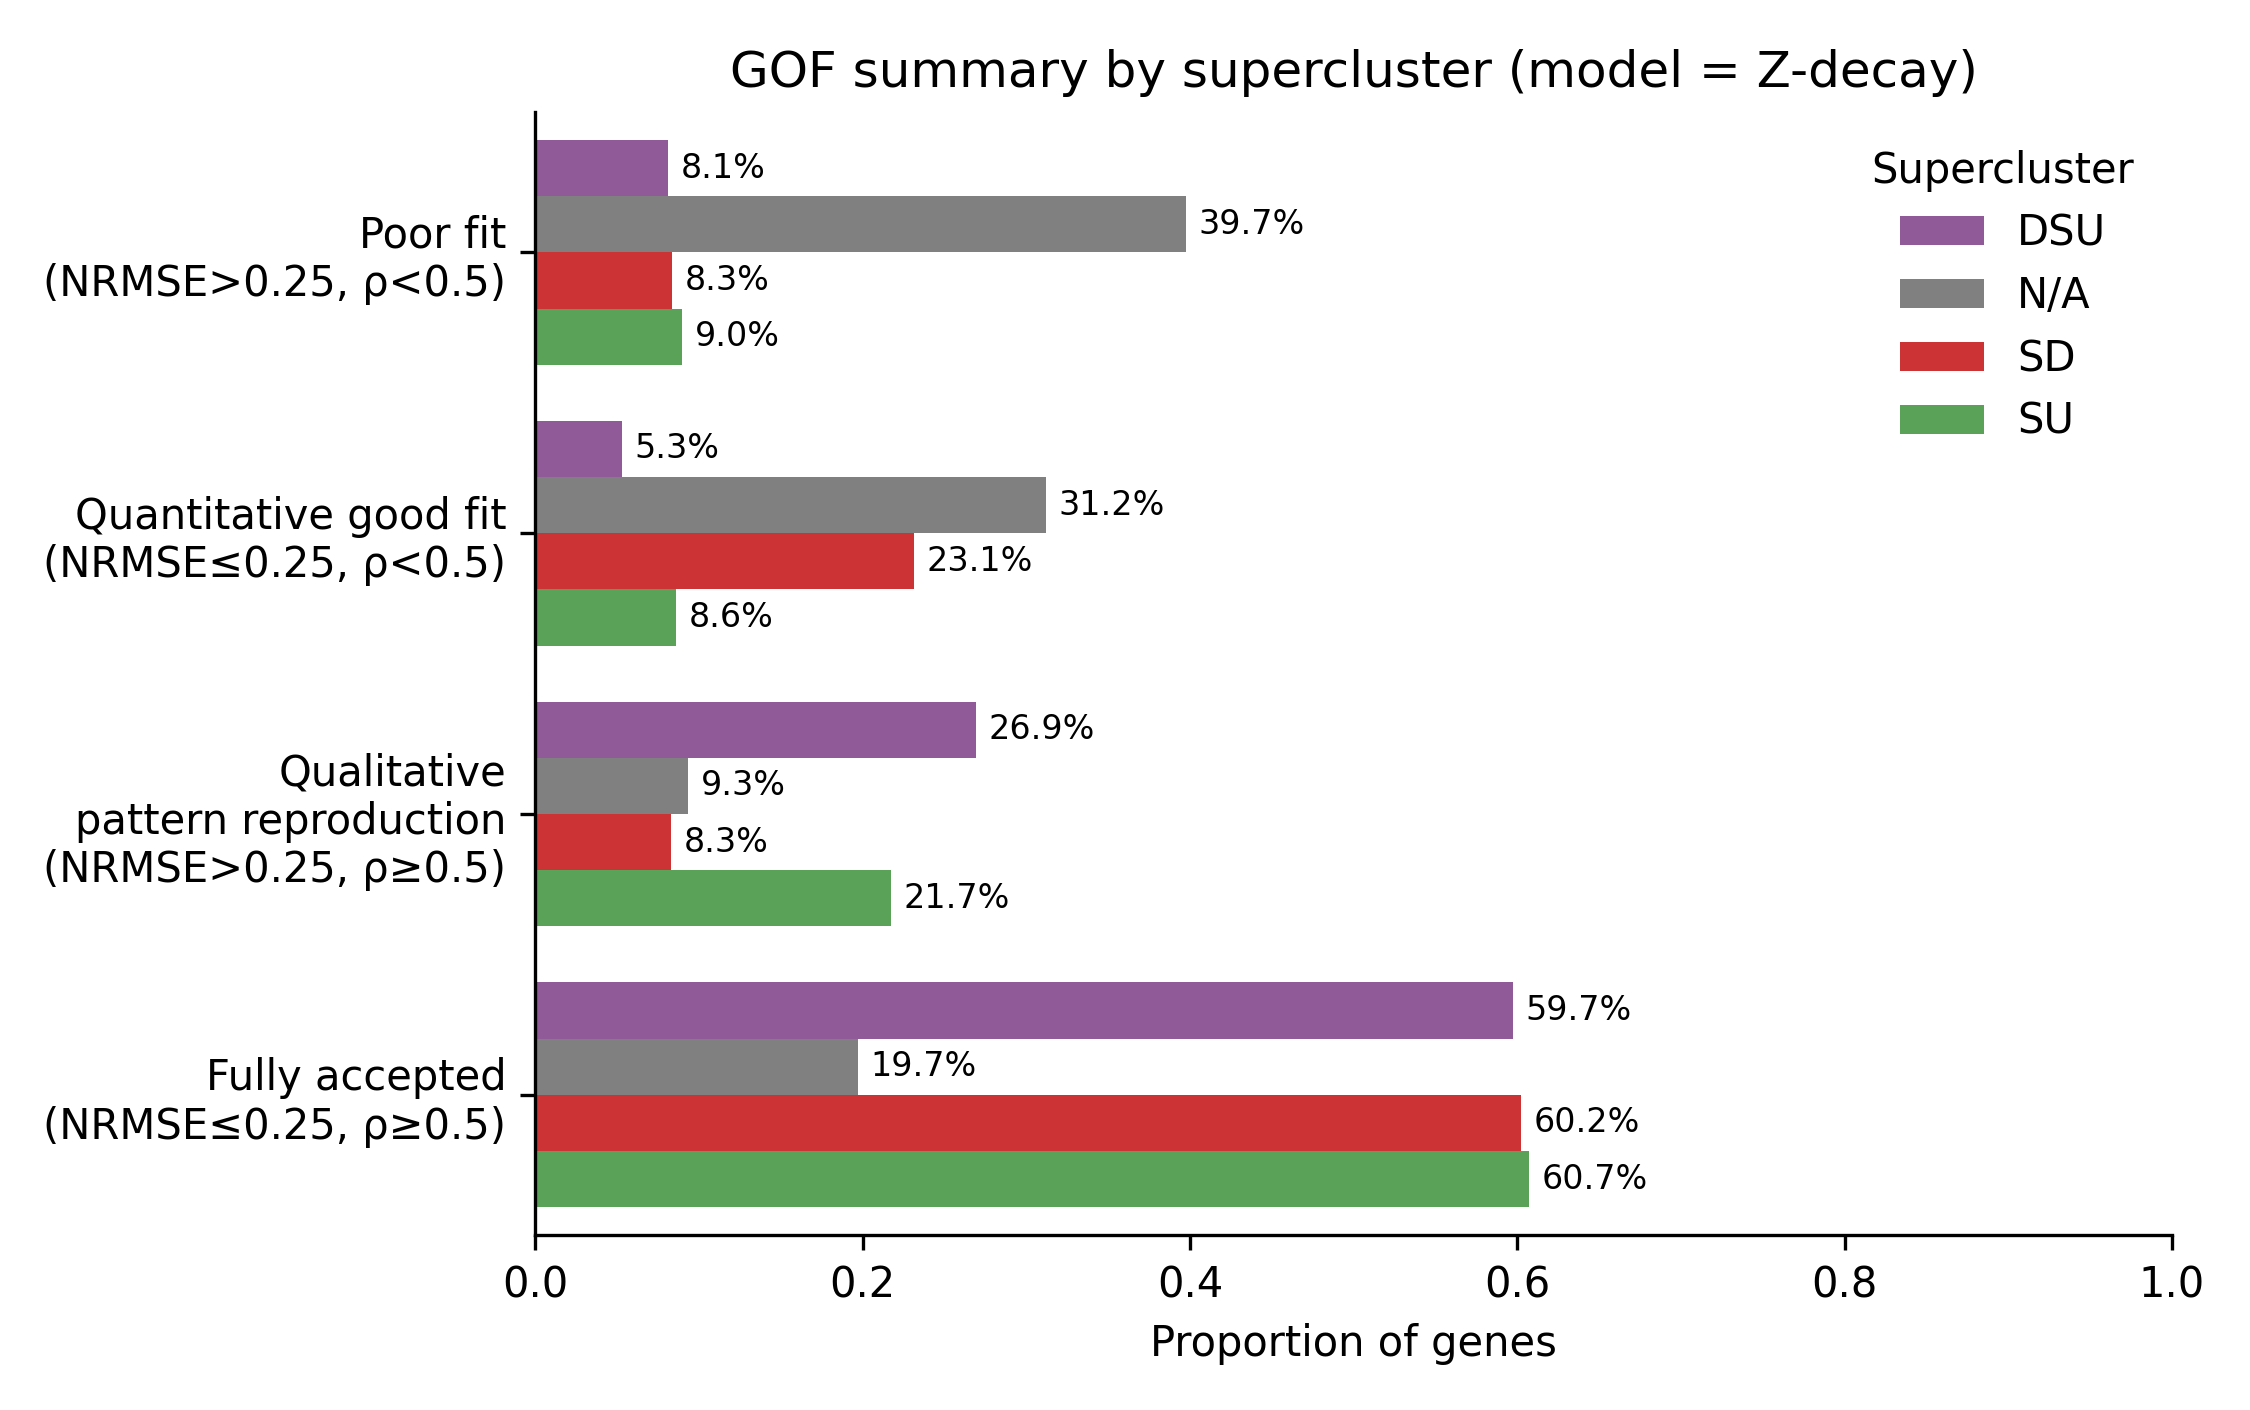 GOF summary by supercluster (model = Z-decay)
Supercluster
DSU
N/A
SD
SU
Poor fit
(NRMSE>0.25, ρ<0.5)
8.1%
39.7%
8.3%
9.0%
Quantitative good fit
(NRMSE≤0.25, ρ<0.5)
5.3%
31.2%
23.1%
8.6%
Qualitative
pattern reproduction
(NRMSE>0.25, ρ≥0.5)
26.9%
9.3%
8.3%
21.7%
Fully accepted
(NRMSE≤0.25, ρ≥0.5)
59.7%
19.7%
60.2%
60.7%
0.0 0.2 0.4 0.6 0.8 1.0
Proportion of genes